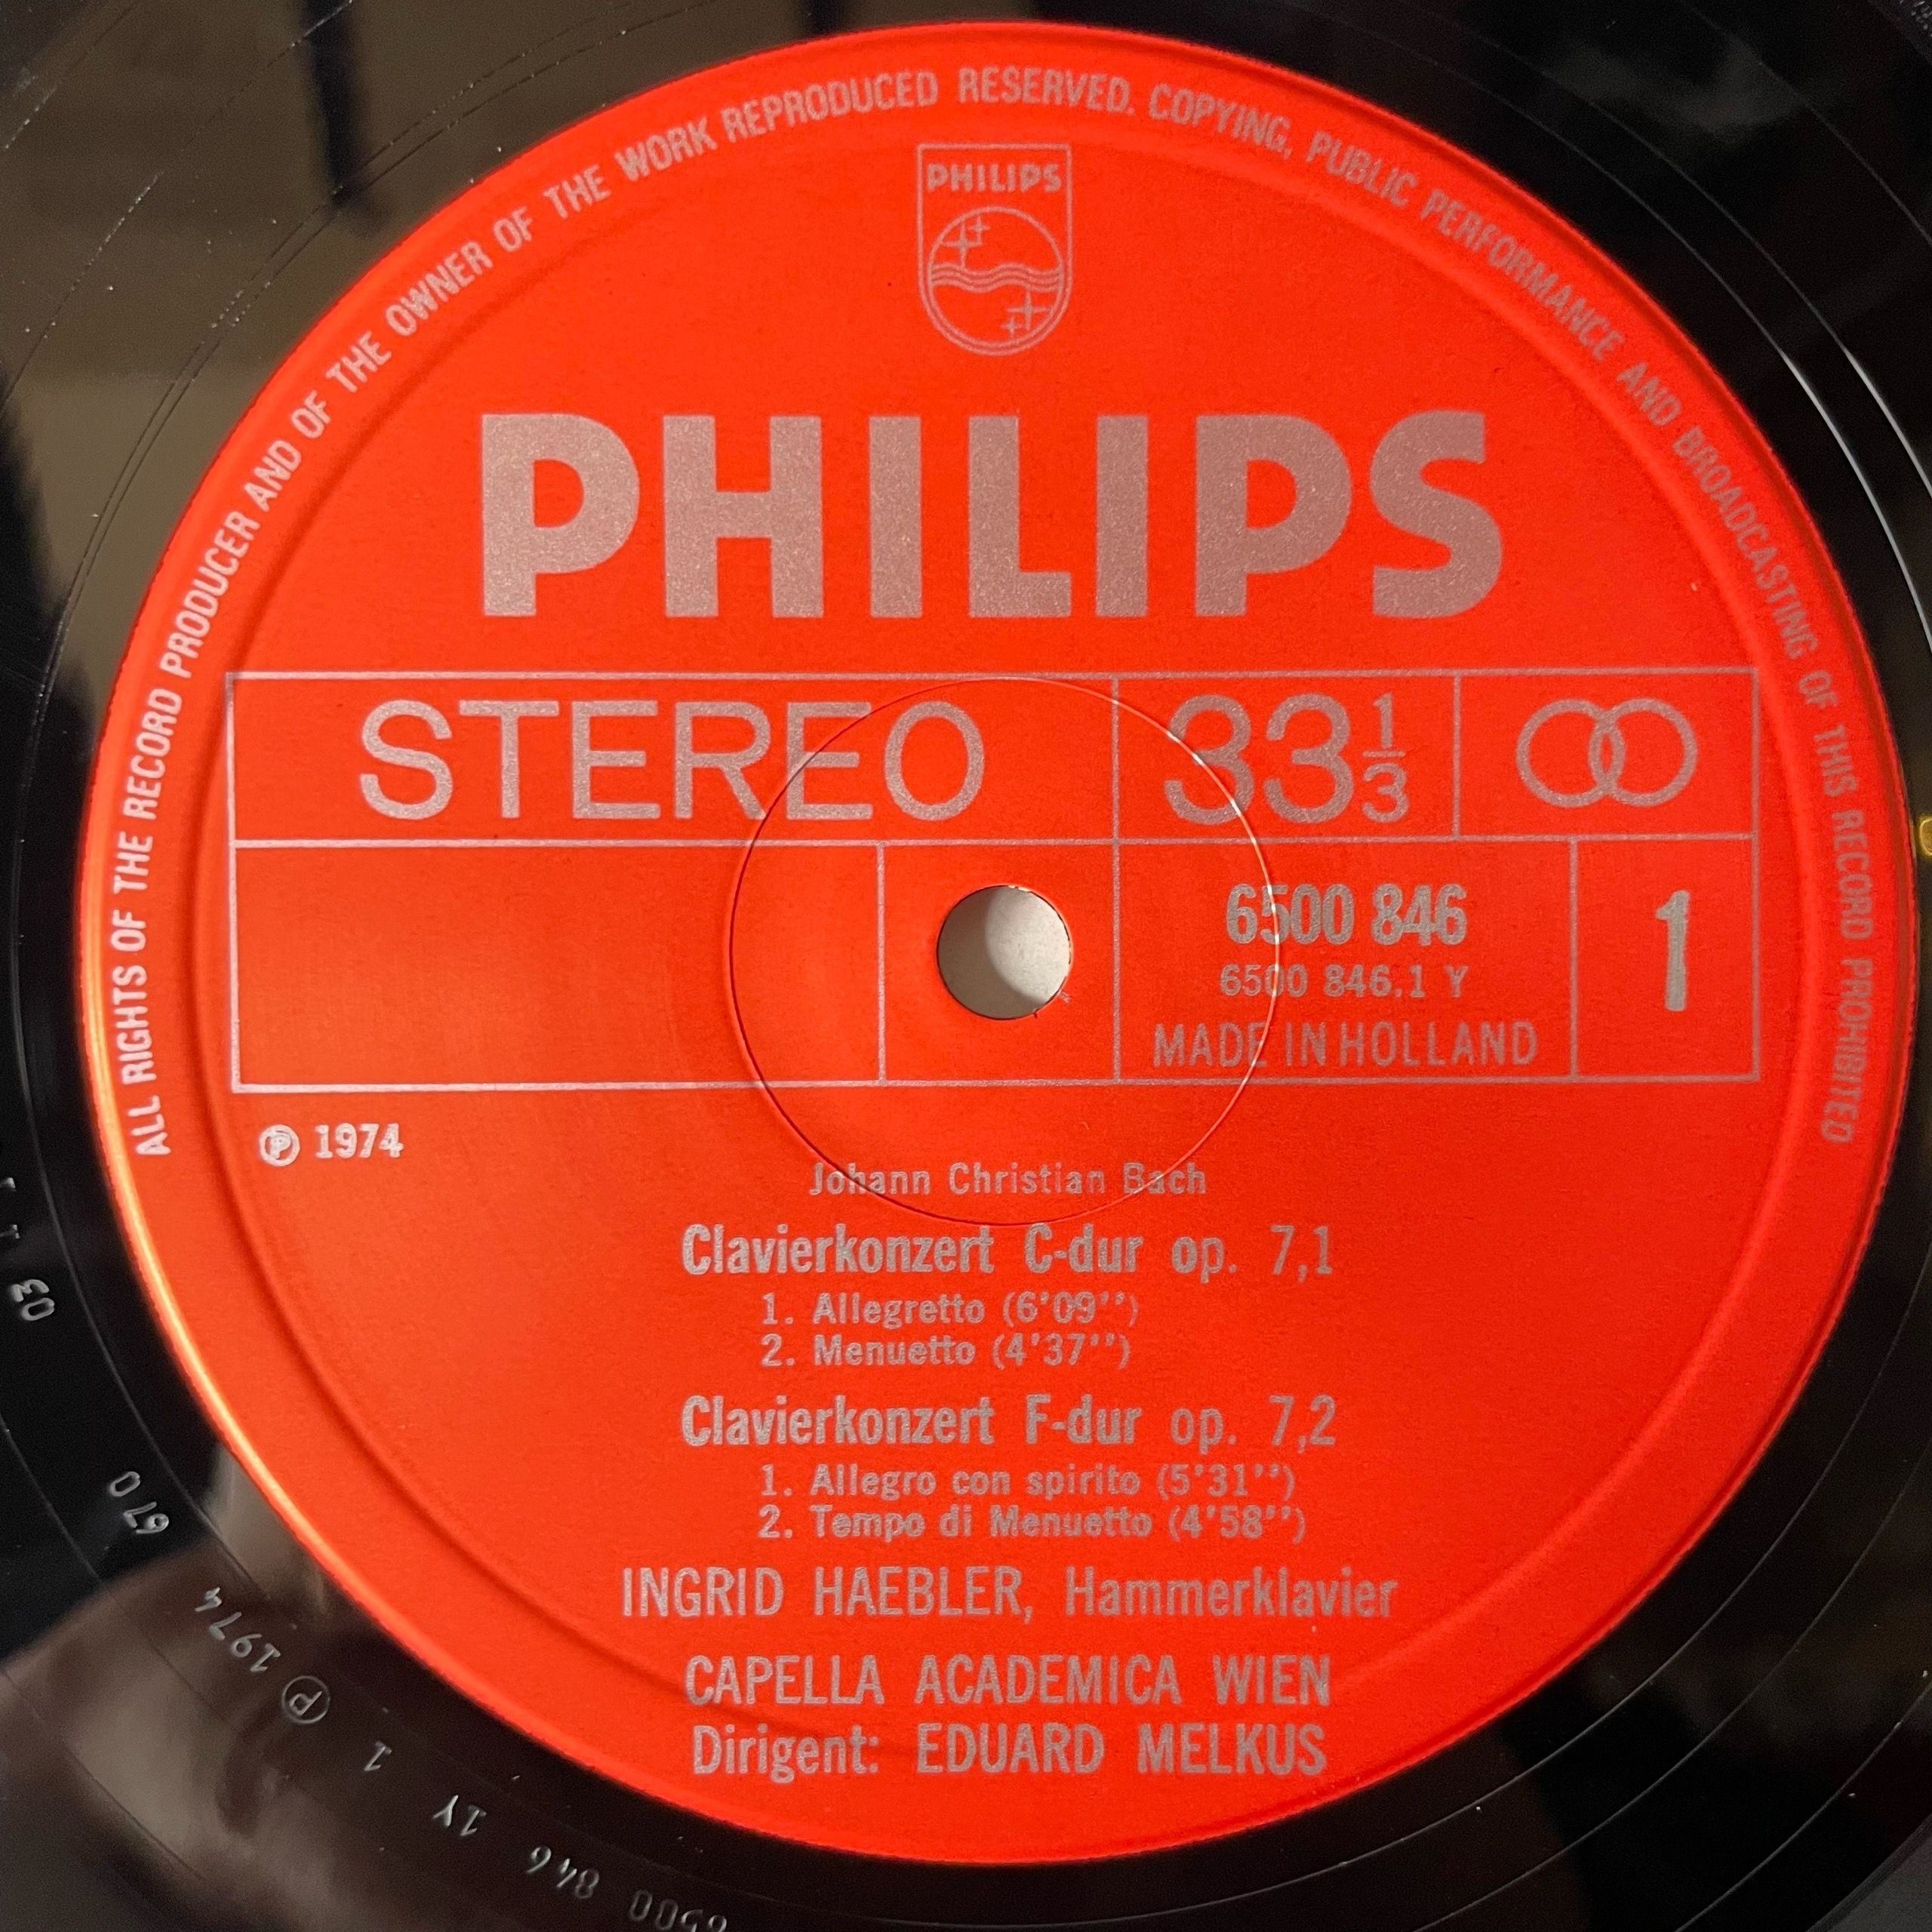 ALL RIGHTS OF THE RECORD PRODUCER AND OF THE OWNER OF THE WORK REPRODUCED RESERVED. COPYING, PUBLIC PERFORMANCE AND BROADCASTING OF THIS RECORD PROHIBITED
PHILIPS
PHILIPS
STEREO 33 1/3
6500 846 1
6500 846.1 Y
MADE IN HOLLAND
℗ 1974
Johann Christian Bach
Clavierkonzert C-dur op. 7,1
1. Allegretto (6'09'')
2. Menuetto (4'37'')
Clavierkonzert F-dur op. 7,2
1. Allegro con spirito (5'31'')
2. Tempo di Menuetto (4'58'')
INGRID HAEBLER, Hammerklavier
CAPELLA ACADEMICA WIEN
Dirigent: EDUARD MELKUS
6500 846 1Y 1 ℗ 1974 670 03